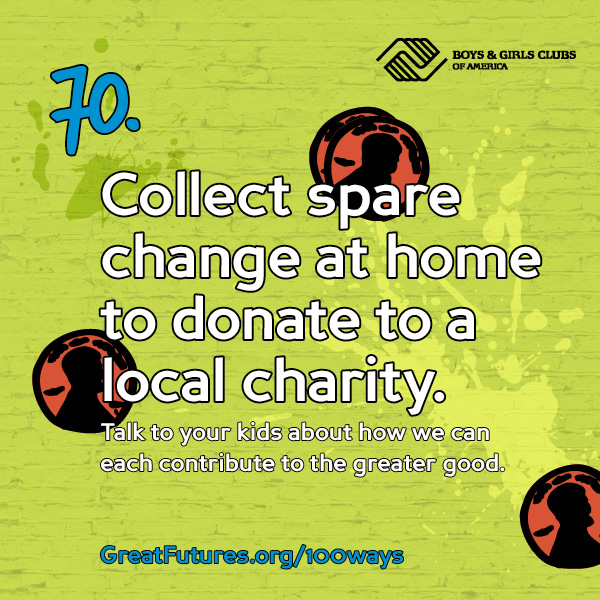 70.
BOYS & GIRLS CLUBS
OF AMERICA
Collect spare
change at home
to donate to a
local charity.
Talk to your kids about how we can
each contribute to the greater good.
GreatFutures.org/100ways